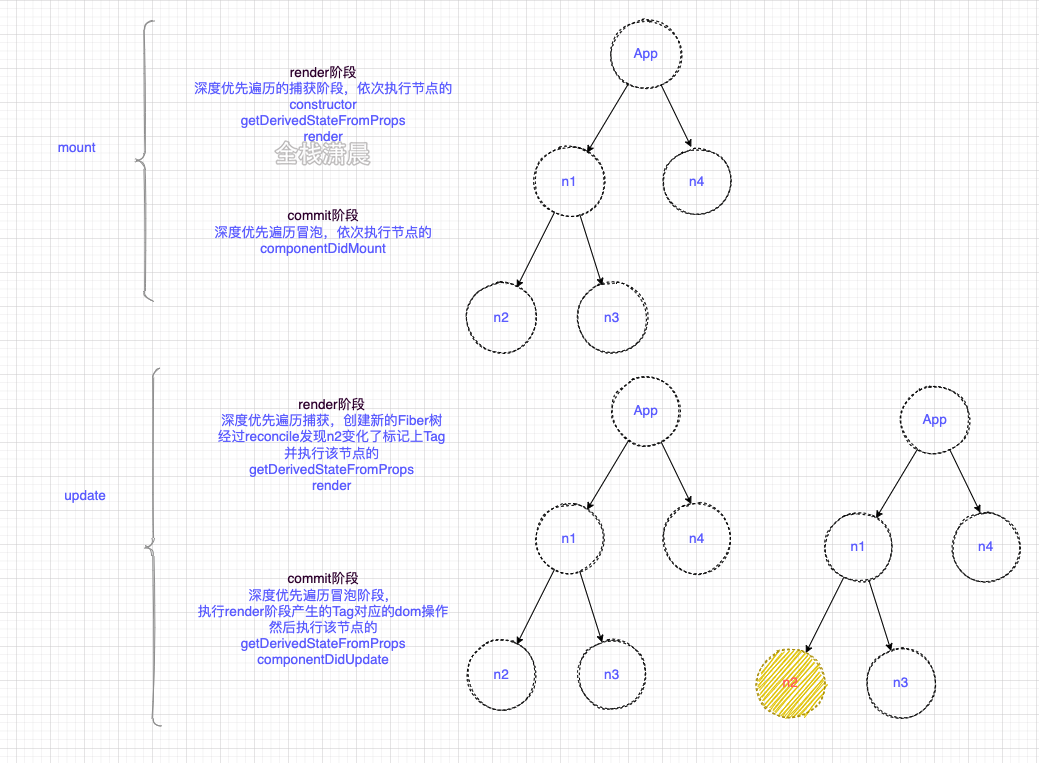 mount
render阶段
深度优先遍历的捕获阶段，依次执行节点的
constructor
getDerivedStateFromProps
render
全栈潇晨
commit阶段
深度优先遍历冒泡，依次执行节点的
componentDidMount
App
n1
n4
n2
n3
update
render阶段
深度优先遍历捕获，创建新的Fiber树
经过reconcile发现n2变化了标记上Tag
并执行该节点的
getDerivedStateFromProps
render
commit阶段
深度优先遍历冒泡阶段，
执行render阶段产生的Tag对应的dom操作
然后执行该节点的
getDerivedStateFromProps
componentDidUpdate
App
n1
n4
n2
n3
App
n1
n4
n2
n3